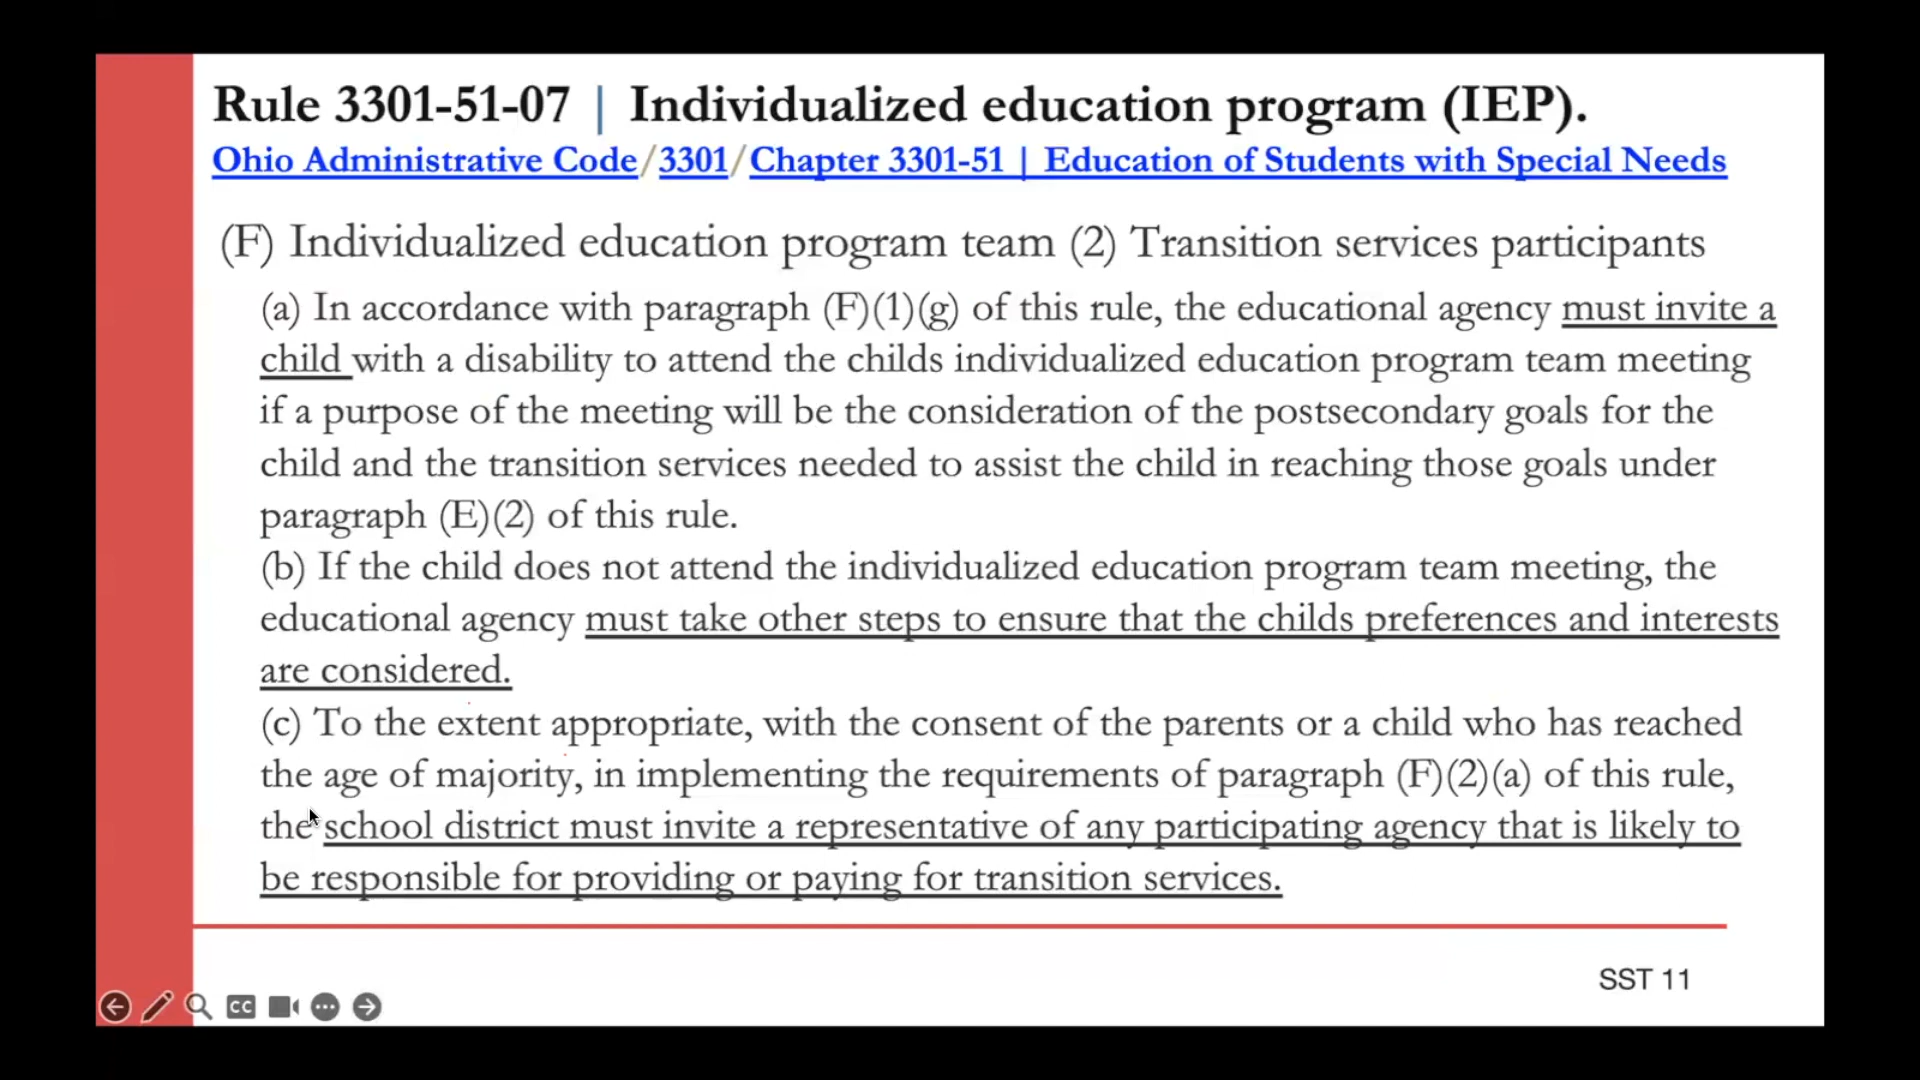 Rule 3301-51-07 | Individualized education program (IEP).
Ohio Administrative Code/3301/Chapter 3301-51 | Education of Students with Special Needs
(F) Individualized education program team (2) Transition services participants
(a) In accordance with paragraph (F)(1)(g) of this rule, the educational agency must invite a
child with a disability to attend the childs individualized education program team meeting
if a purpose of the meeting will be the consideration of the postsecondary goals for the
child and the transition services needed to assist the child in reaching those goals under
paragraph (E)(2) of this rule.
(b) If the child does not attend the individualized education program team meeting, the
educational agency must take other steps to ensure that the childs preferences and interests
are considered.
(c) To the extent appropriate, with the consent of the parents or a child who has reached
the age of majority, in implementing the requirements of paragraph (F)(2)(a) of this rule,
the school district must invite a representative of any participating agency that is likely to
be responsible for providing or paying for transition services.
SST 11
CC